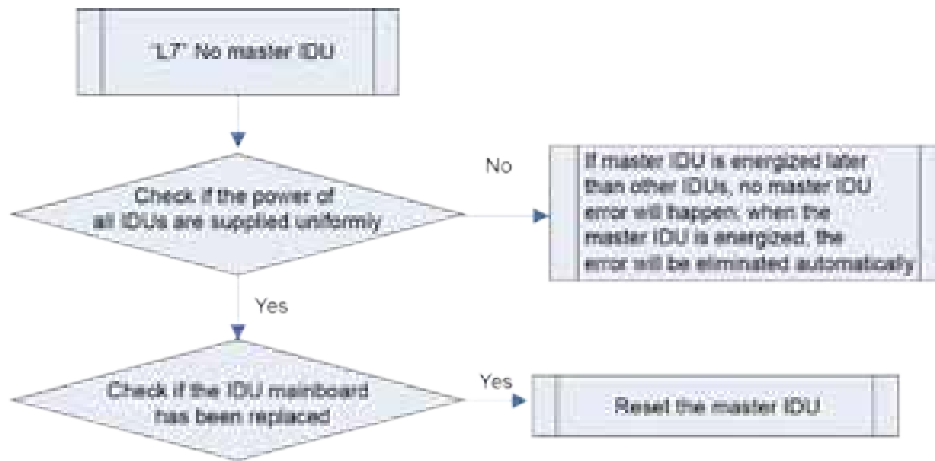 "L7" No master IDU
Check if the power of
all IDUs are supplied uniformly
No
If master IDU is energized later
than other IDUs, no master IDU
error will happen; when the
master IDU is energized, the
error will be eliminated automatically
Yes
Check if the IDU mainboard
has been replaced
Yes
Reset the master IDU